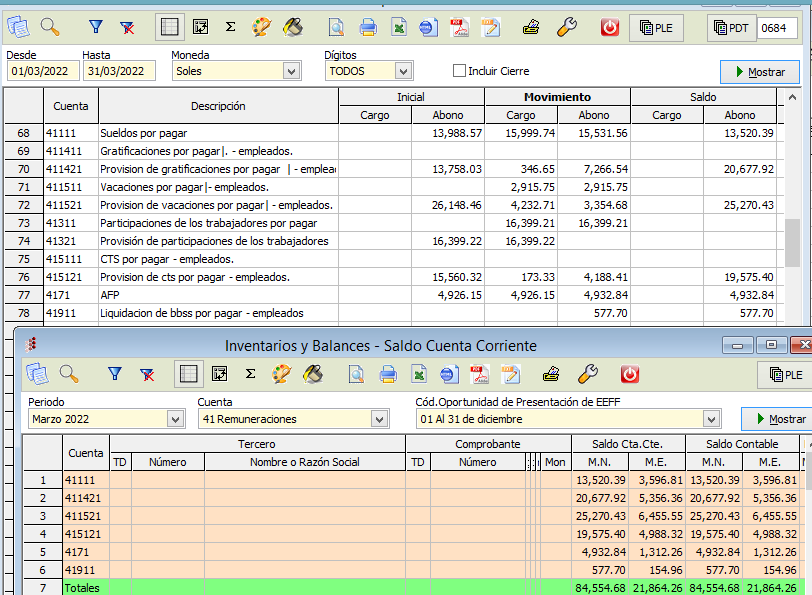 Σ PLE PDT 0684
Desde Hasta Moneda Dígitos
01/03/2022 31/03/2022 Soles TODOS Incluir Cierre Mostrar
Cuenta Descripción Inicial Movimiento Saldo
Cargo Abono Cargo Abono Cargo Abono
68 41111 Sueldos por pagar 13,988.57 15,999.74 15,531.56 13,520.39
69 411411 Gratificaciones por pagar|. - empleados.
70 411421 Provision de gratificaciones por pagar | - emplea 13,758.03 346.65 7,266.54 20,677.92
71 411511 Vacaciones por pagar|- empleados. 2,915.75 2,915.75
72 411521 Provision de vacaciones por pagar| - empleados. 26,148.46 4,232.71 3,354.68 25,270.43
73 41311 Participaciones de los trabajadores por pagar 16,399.21 16,399.21
74 41321 Provisión de participaciones de los trabajadores 16,399.22 16,399.22
75 415111 CTS por pagar - empleados.
76 415121 Provision de cts por pagar - empleados. 15,560.32 173.33 4,188.41 19,575.40
77 4171 AFP 4,926.15 4,926.15 4,932.84 4,932.84
78 41911 Liquidacion de bbss por pagar - empleados 577.70 577.70
Inventarios y Balances - Saldo Cuenta Corriente
Σ PLE
Periodo Cuenta Cód.Oportunidad de Presentación de EEFF
Marzo 2022 41 Remuneraciones 01 Al 31 de diciembre Mostrar
Cuenta Tercero Comprobante Saldo Cta.Cte. Saldo Contable
TD Número Nombre o Razón Social TD Número Mon M.N. M.E. M.N. M.E.
1 41111 13,520.39 3,596.81 13,520.39 3,596.81
2 411421 20,677.92 5,356.36 20,677.92 5,356.36
3 411521 25,270.43 6,455.55 25,270.43 6,455.55
4 415121 19,575.40 4,988.32 19,575.40 4,988.32
5 4171 4,932.84 1,312.26 4,932.84 1,312.26
6 41911 577.70 154.96 577.70 154.96
7 Totales 84,554.68 21,864.26 84,554.68 21,864.26